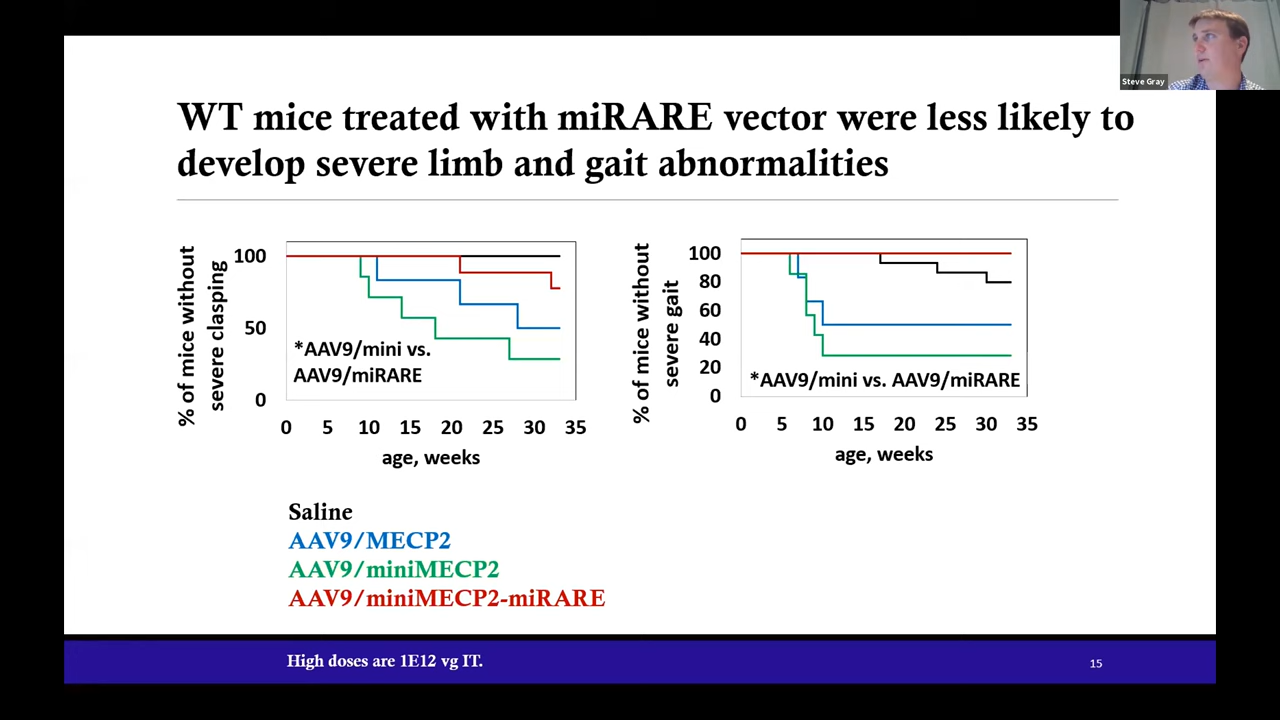 Steve Gray
WT mice treated with miRARE vector were less likely to
develop severe limb and gait abnormalities
% of mice without
severe clasping
100
50
0
*AAV9/mini vs.
AAV9/miRARE
0 5 10 15 20 25 30 35
age, weeks
% of mice without
severe gait
100
80
60
40
20
0
*AAV9/mini vs. AAV9/miRARE
0 5 10 15 20 25 30 35
age, weeks
Saline
AAV9/MECP2
AAV9/miniMECP2
AAV9/miniMECP2-miRARE
High doses are 1E12 vg IT.
15